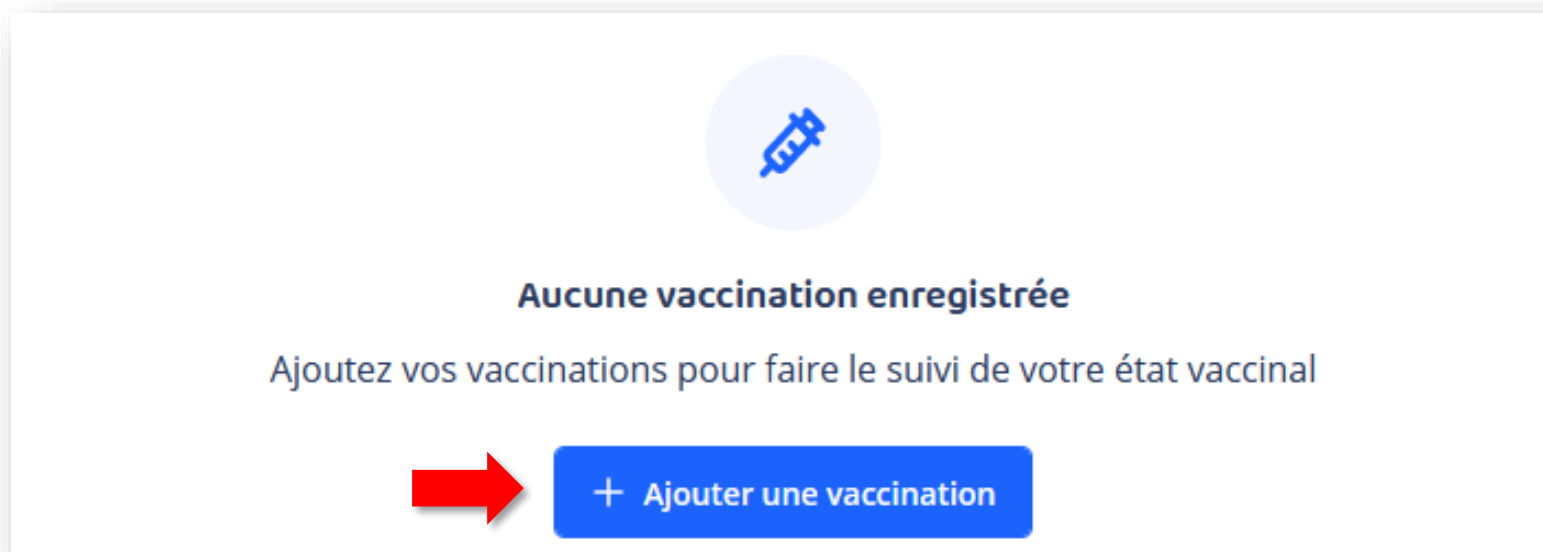 Aucune vaccination enregistrée
Ajoutez vos vaccinations pour faire le suivi de votre état vaccinal
+ Ajouter une vaccination